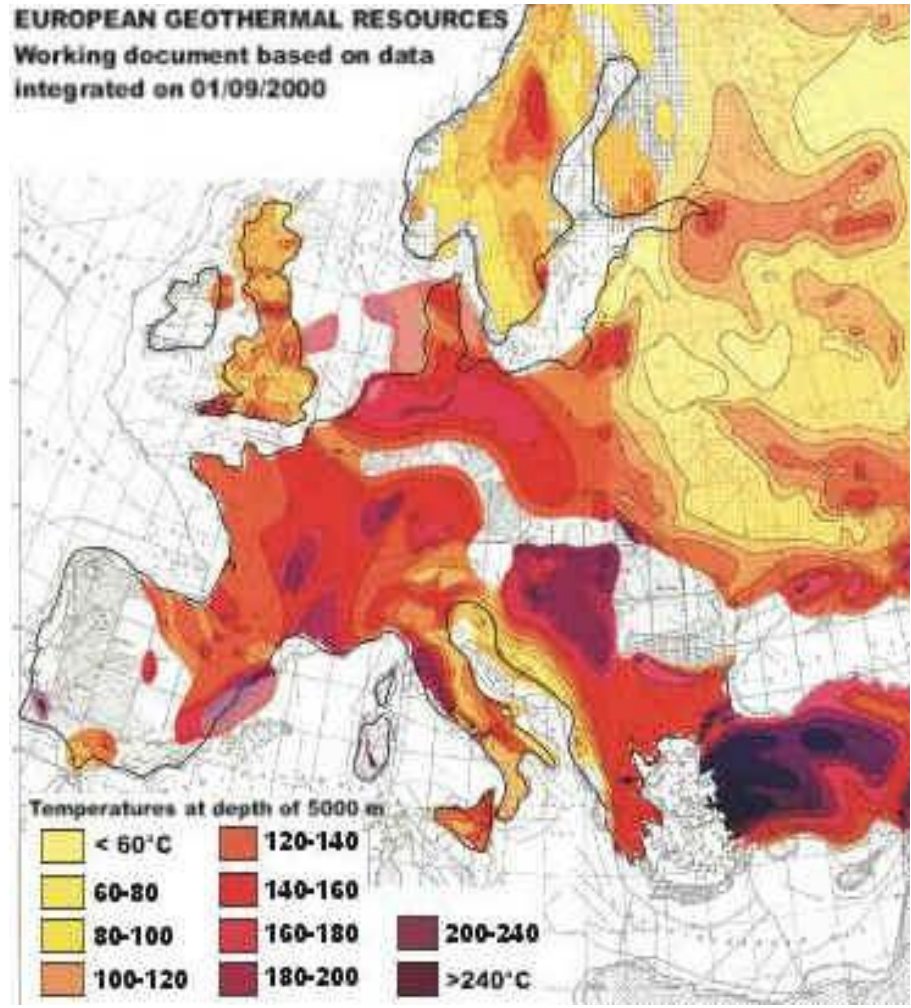 EUROPEAN GEOTHERMAL RESOURCES
Working document based on data
integrated on 01/09/2000
Temperatures at depth of 5000 m
< 60°C
60-80
80-100
100-120
120-140
140-160
160-180
180-200
200-240
>240°C